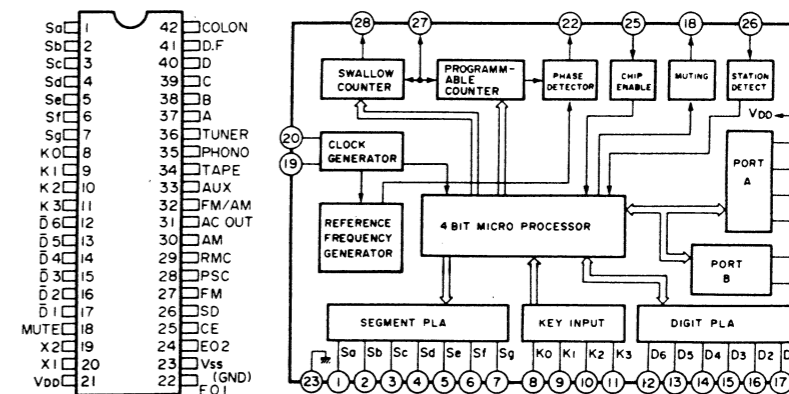 Sa 1 42 COLON
Sb 2 41 D.F
Sc 3 40 D
Sd 4 39 C
Se 5 38 B
Sf 6 37 A
Sg 7 36 TUNER
K0 8 35 PHONO
K1 9 34 TAPE
K2 10 33 AUX
K3 11 32 FM/AM
D̅6 12 31 AC OUT
D̅5 13 30 AM
D̅4 14 29 RMC
D̅3 15 28 PSC
D̅2 16 27 FM
D̅1 17 26 SD
MUTE 18 25 CE
X2 19 24 EO2
X1 20 23 Vss
VDD 21 22 (GND)
EO1
28 27 22 25 18 26
SWALLOW
COUNTER
PROGRAMM-
ABLE
COUNTER
PHASE
DETECTOR
CHIP
ENABLE
MUTING
STATION
DETECT
VDD
20
19
CLOCK
GENERATOR
REFERENCE
FREQUENCY
GENERATOR
4 BIT MICRO PROCESSOR
PORT
A
PORT
B
SEGMENT PLA
KEY INPUT
DIGIT PLA
Sa Sb Sc Sd Se Sf Sg K0 K1 K2 K3 D6 D5 D4 D3 D2
23 1 2 3 4 5 6 7 8 9 10 11 12 13 14 15 16 17